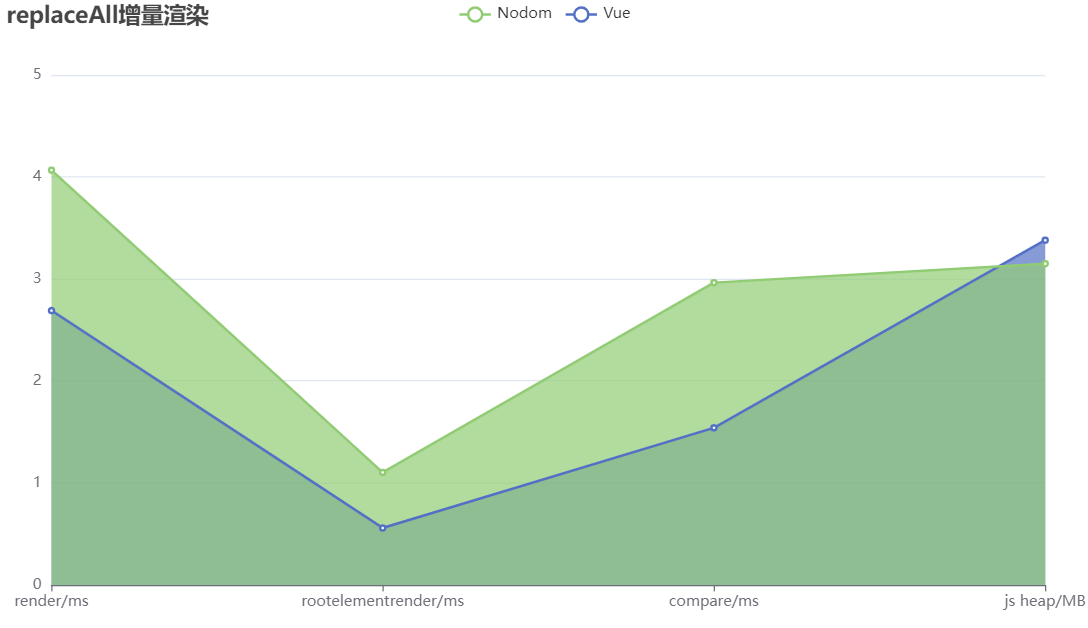 replaceAll增量渲染
Nodom Vue
5
4
3
2
1
0
render/ms rootelementrender/ms compare/ms js heap/MB